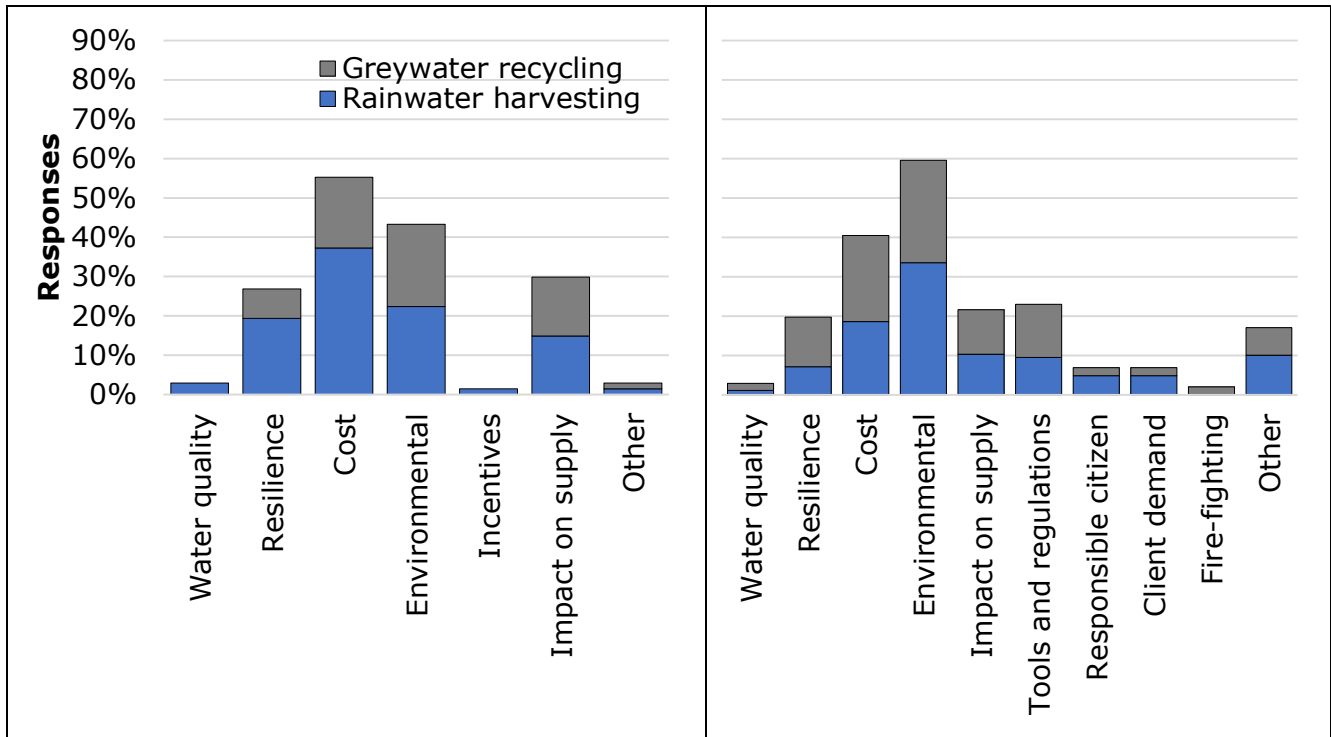 90%
80%
70%
60%
50%
40%
30%
20%
10%
0%
Responses
Greywater recycling
Rainwater harvesting
Water quality
Resilience
Cost
Environmental
Incentives
Impact on supply
Other
Water quality
Resilience
Cost
Environmental
Impact on supply
Tools and regulations
Responsible citizen
Client demand
Fire-fighting
Other